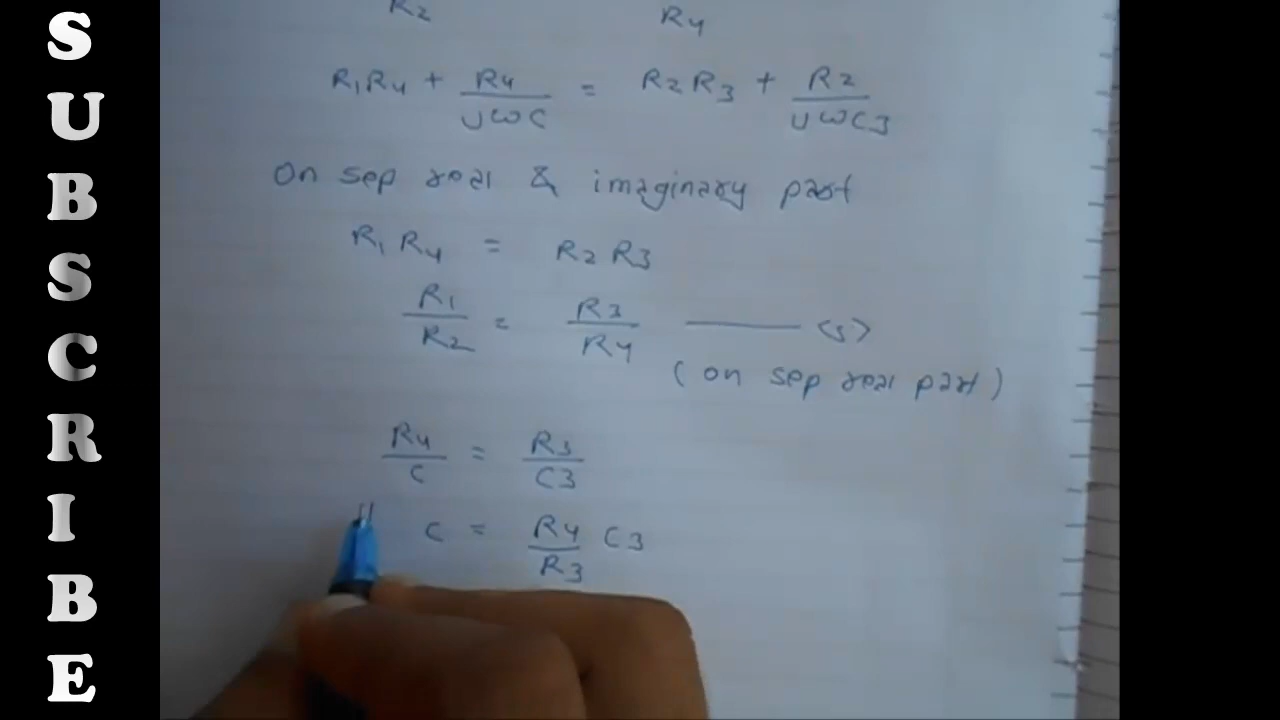 SUBSCRIBE
R2 R4
R1R4 + R4/JωC = R2R3 + R2/JωC3
On sep real & imaginary part
R1 R4 = R2 R3
R1/R2 = R3/R4 ——— (5)
(on sep real part)
R4/C = R3/C3
C = R4/R3 C3